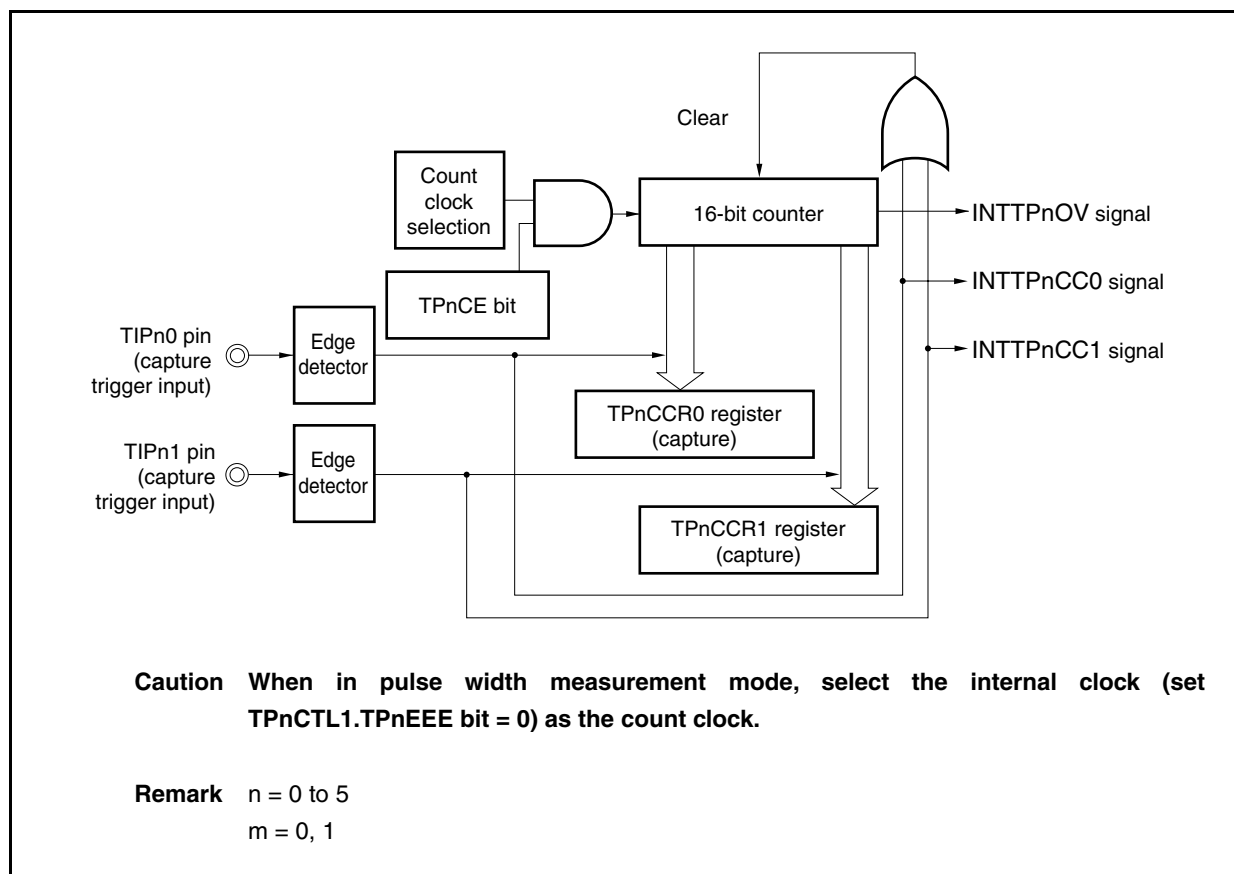 Clear
Count
clock
selection
16-bit counter
INTTPnOV signal
TPnCE bit
INTTPnCC0 signal
TIPn0 pin
(capture
trigger input)
Edge
detector
INTTPnCC1 signal
TPnCCR0 register
(capture)
TIPn1 pin
(capture
trigger input)
Edge
detector
TPnCCR1 register
(capture)
Caution When in pulse width measurement mode, select the internal clock (set
TPnCTL1.TPnEEE bit = 0) as the count clock.
Remark n = 0 to 5
m = 0, 1